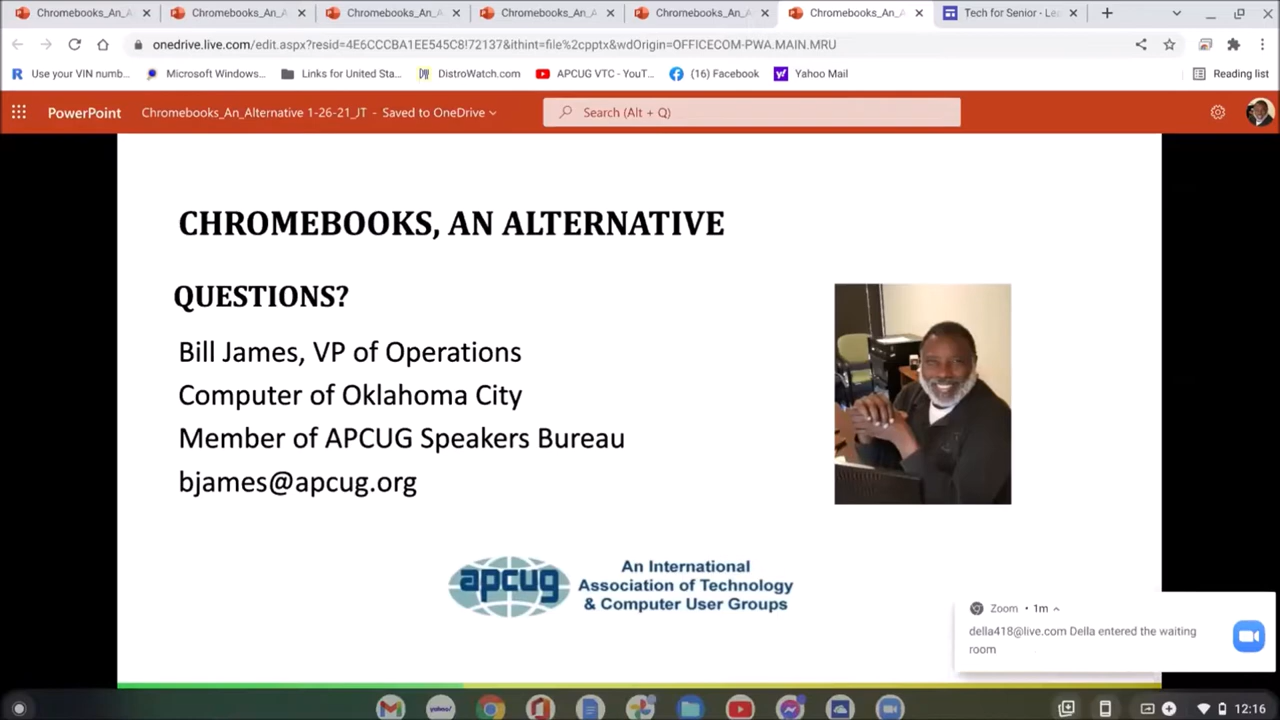 Chromebooks_An_A
Chromebooks_An_A
Chromebooks_An_A
Chromebooks_An_A
Chromebooks_An_A
Chromebooks_An_A
Tech for Senior - Lea
onedrive.live.com/edit.aspx?resid=4E6CCCBA1EE545C8!72137&ithint=file%2cpptx&wdOrigin=OFFICECOM-PWA.MAIN.MRU
Use your VIN numb...
Microsoft Windows...
Links for United Sta...
DistroWatch.com
APCUG VTC - YouT...
(16) Facebook
Yahoo Mail
Reading list
PowerPoint
Chromebooks_An_Alternative 1-26-21_JT - Saved to OneDrive
Search (Alt + Q)
CHROMEBOOKS, AN ALTERNATIVE
QUESTIONS?
Bill James, VP of Operations
Computer of Oklahoma City
Member of APCUG Speakers Bureau
bjames@apcug.org
apcug
An International
Association of Technology
& Computer User Groups
Zoom • 1m
della418@live.com Della entered the waiting
room
yahoo!
12:16